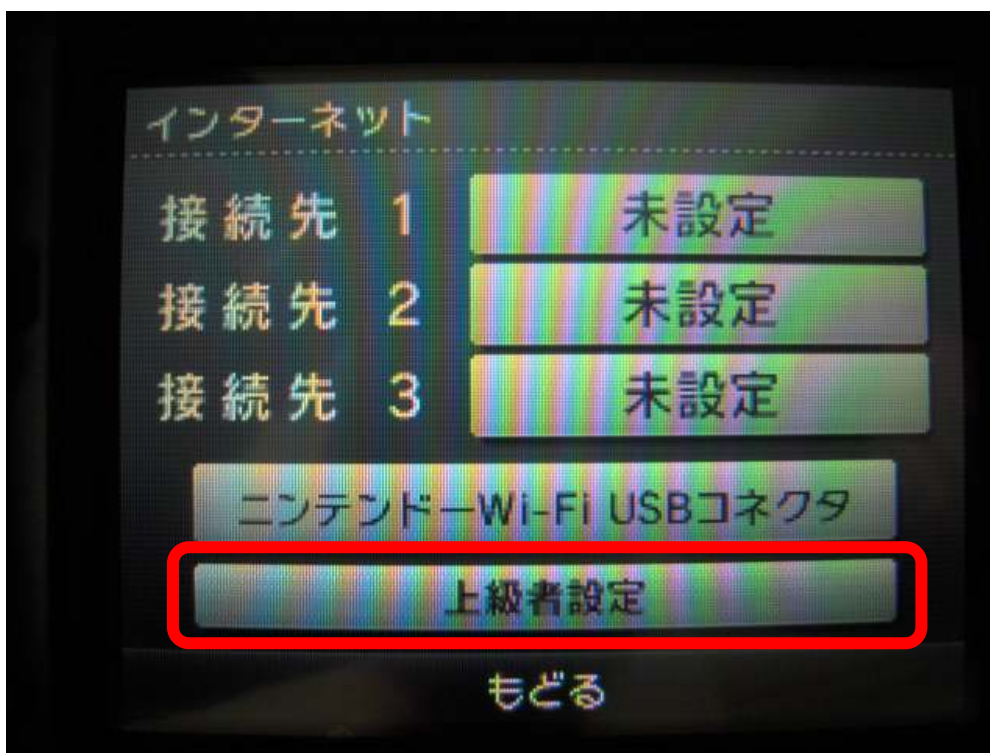 インターネット
接続先 1 未設定
接続先 2 未設定
接続先 3 未設定
ニンテンドーWi-Fi USBコネクタ
上級者設定
もどる